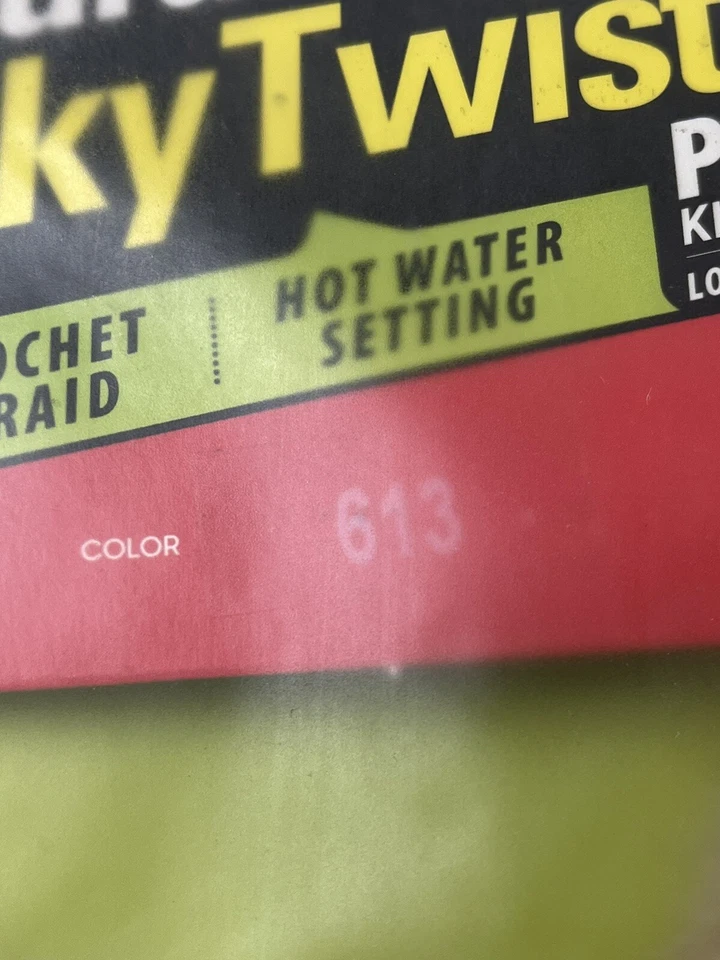 ky Twist
P
HOT WATER
SETTING
OCHET
RAID
KI
LO
COLOR 613